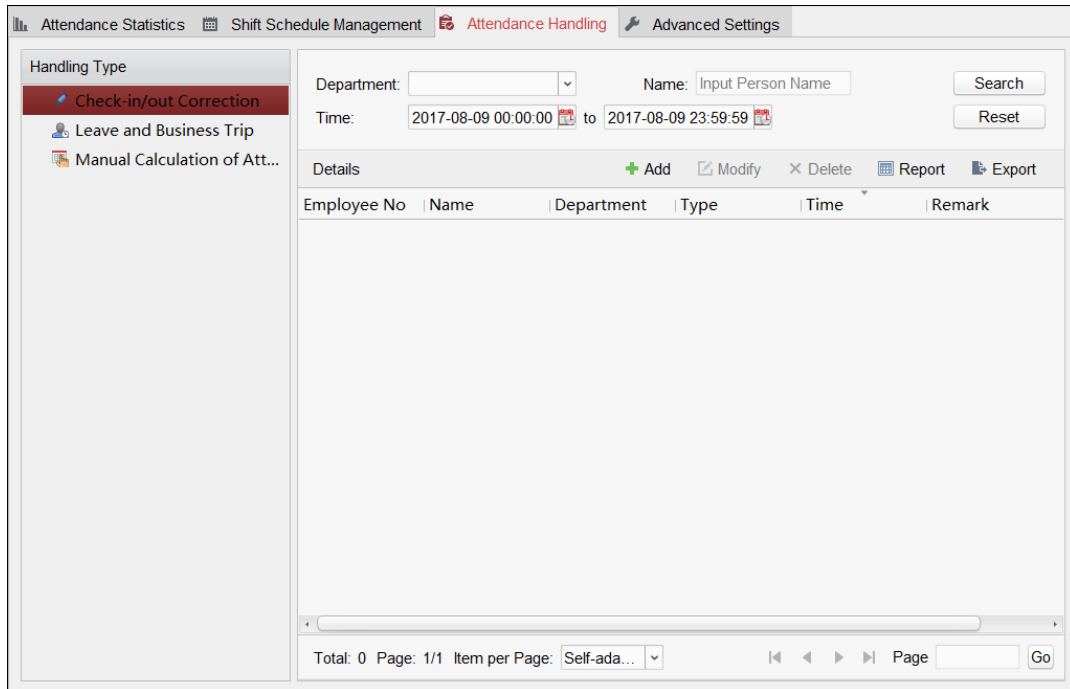 Attendance Statistics Shift Schedule Management Attendance Handling Advanced Settings
Handling Type
Check-in/out Correction
Leave and Business Trip
Manual Calculation of Att...
Department: Name: Input Person Name Search
Time: 2017-08-09 00:00:00 to 2017-08-09 23:59:59 Reset
Details Add Modify Delete Report Export
Employee No Name Department Type Time Remark
Total: 0 Page: 1/1 Item per Page: Self-ada... Page Go